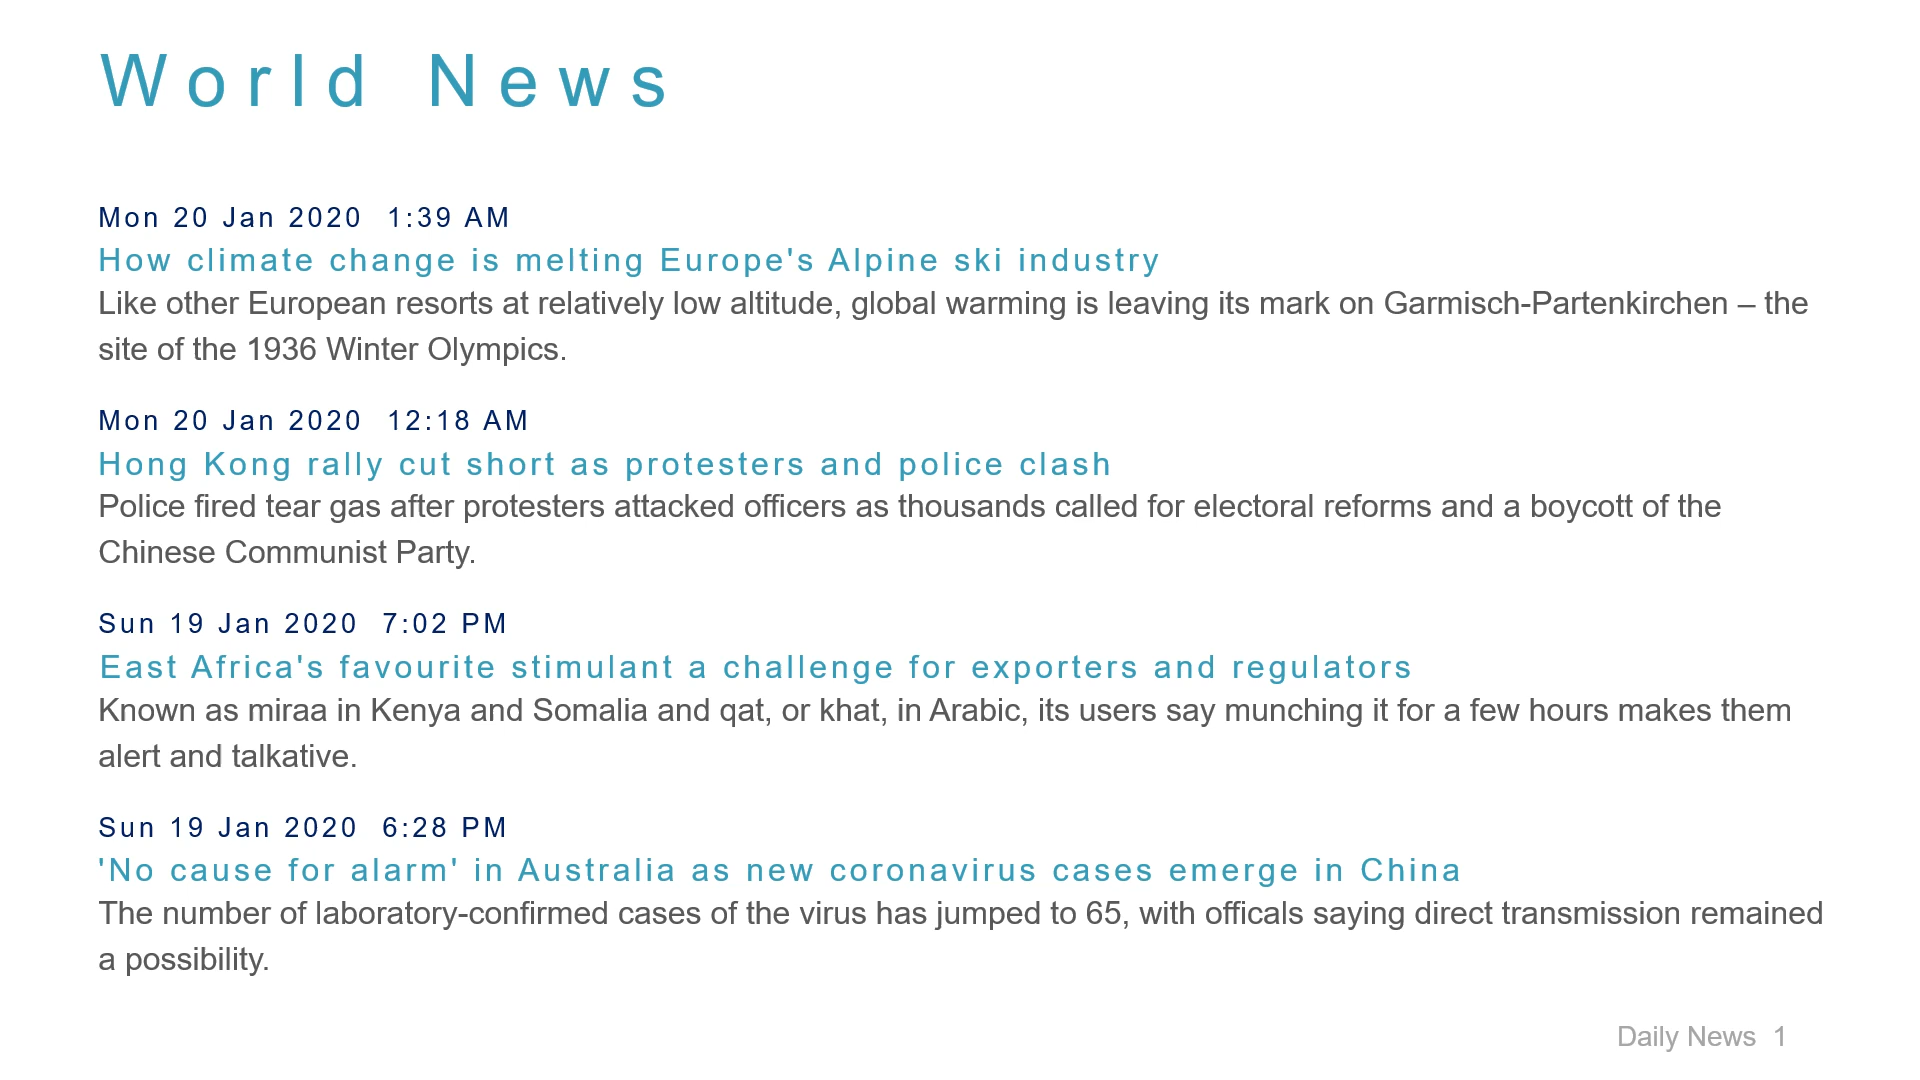 World News
Mon 20 Jan 2020  1:39 AM
How climate change is melting Europe's Alpine ski industry
Like other European resorts at relatively low altitude, global warming is leaving its mark on Garmisch-Partenkirchen – the
site of the 1936 Winter Olympics.
Mon 20 Jan 2020  12:18 AM
Hong Kong rally cut short as protesters and police clash
Police fired tear gas after protesters attacked officers as thousands called for electoral reforms and a boycott of the
Chinese Communist Party.
Sun 19 Jan 2020  7:02 PM
East Africa's favourite stimulant a challenge for exporters and regulators
Known as miraa in Kenya and Somalia and qat, or khat, in Arabic, its users say munching it for a few hours makes them
alert and talkative.
Sun 19 Jan 2020  6:28 PM
'No cause for alarm' in Australia as new coronavirus cases emerge in China
The number of laboratory-confirmed cases of the virus has jumped to 65, with officals saying direct transmission remained
a possibility.
Daily News  1